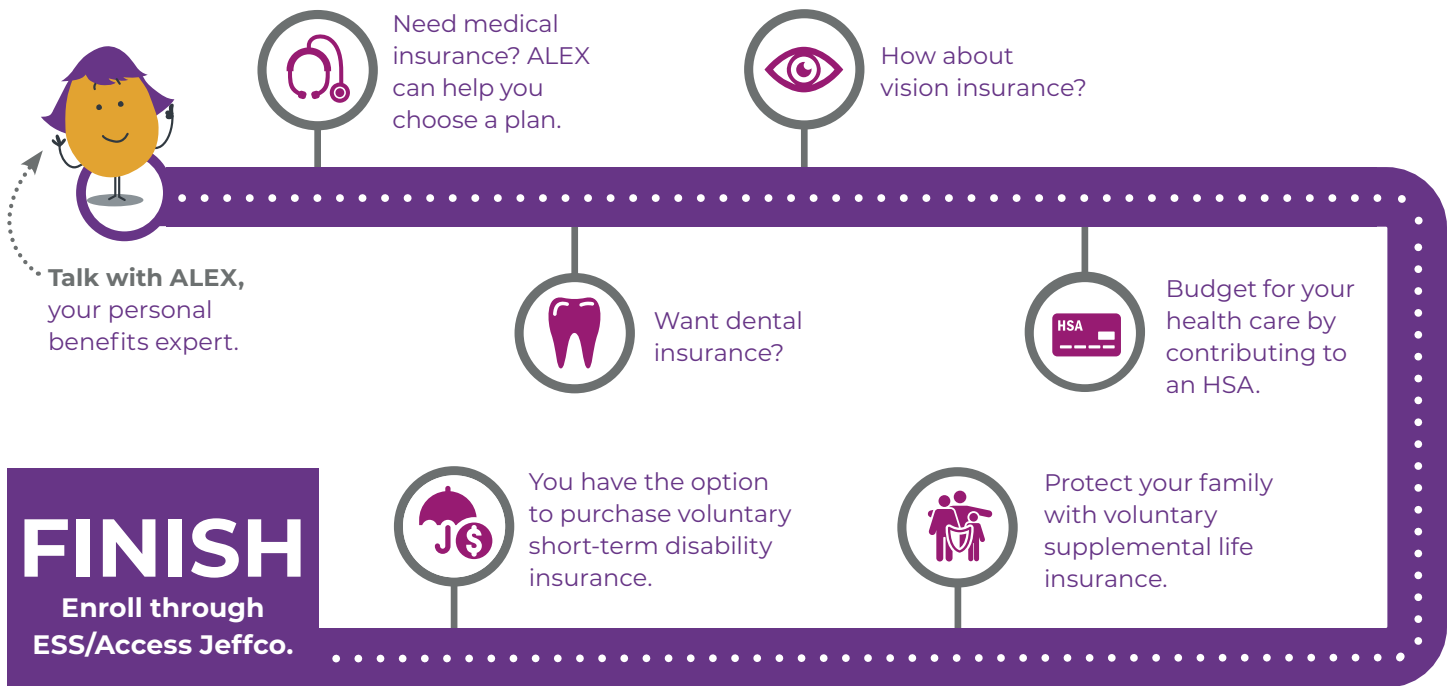 Talk with ALEX,
your personal
benefits expert.
Need medical
insurance? ALEX
can help you
choose a plan.
Want dental
insurance?
How about
vision insurance?
HSA
Budget for your
health care by
contributing to
an HSA.
Protect your family
with voluntary
supplemental life
insurance.
$
You have the option
to purchase voluntary
short-term disability
insurance.
FINISH
Enroll through
ESS/Access Jeffco.